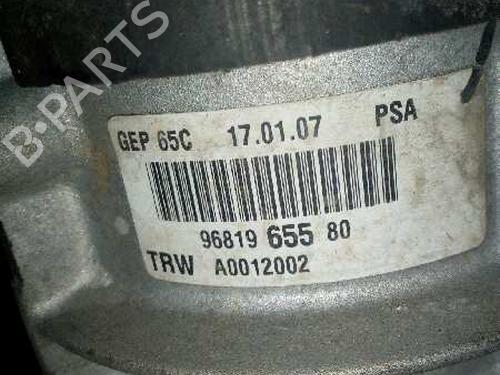 B-PARTS
GEP 65C 17.01.07 PSA
96819 655 80
TRW A0012002